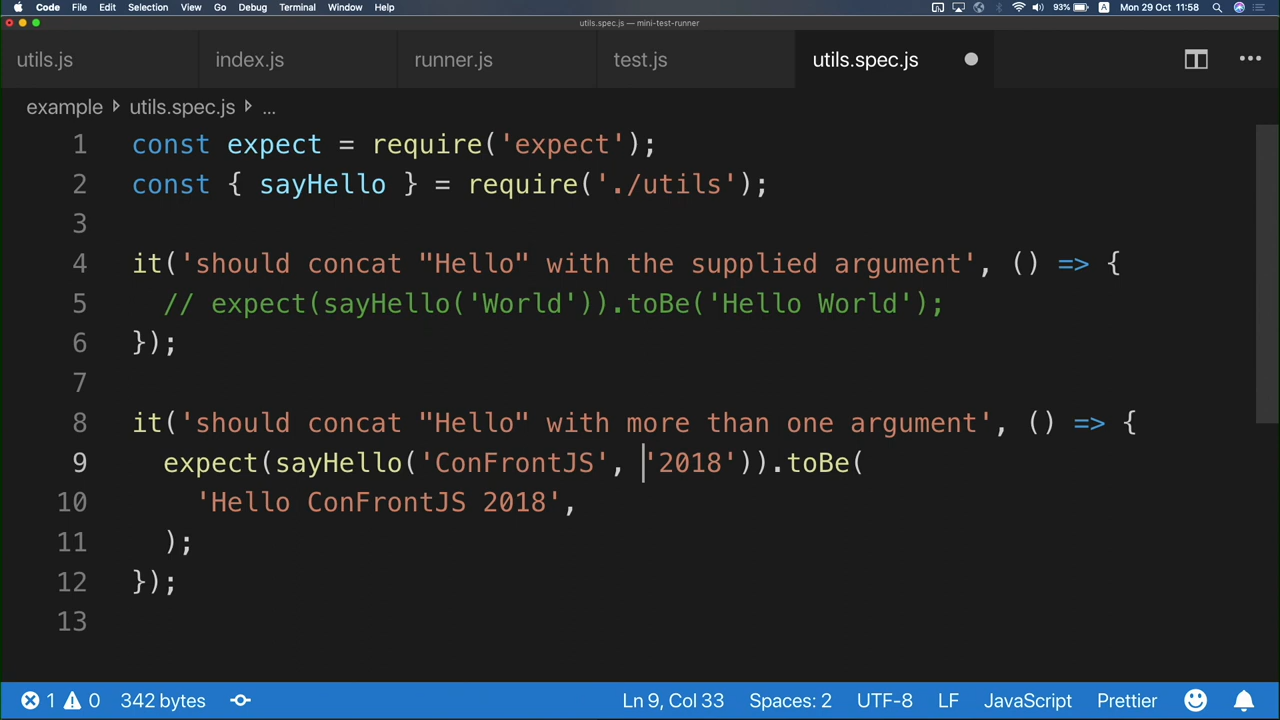 Code File Edit Selection View Go Debug Terminal Window Help 93% A Mon 29 Oct 11:58
utils.spec.js — mini-test-runner
utils.js index.js runner.js test.js utils.spec.js
example utils.spec.js ...
1 const expect = require('expect');
2 const { sayHello } = require('./utils');
3
4 it('should concat "Hello" with the supplied argument', () => {
5 // expect(sayHello('World')).toBe('Hello World');
6 });
7
8 it('should concat "Hello" with more than one argument', () => {
9 expect(sayHello('ConFrontJS', '2018')).toBe(
10 'Hello ConFrontJS 2018',
11 );
12 });
13
1 0 342 bytes Ln 9, Col 33 Spaces: 2 UTF-8 LF JavaScript Prettier